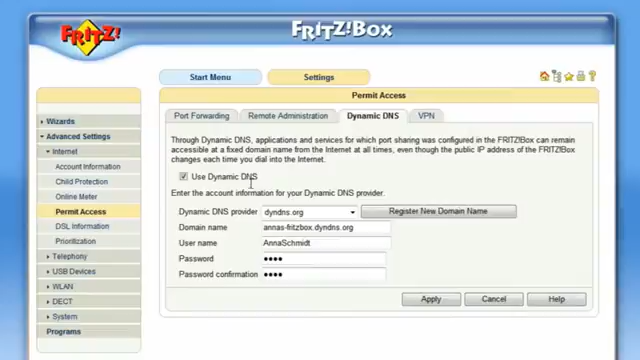 FRITZ!
FRITZ!BOX
Start Menu
Settings
Permit Access
Port Forwarding
Remote Administration
Dynamic DNS
VPN
Wizards
Advanced Settings
Internet
Account Information
Child Protection
Online Meter
Permit Access
DSL Information
Prioritization
Telephony
USB Devices
WLAN
DECT
System
Programs
Through Dynamic DNS, applications and services for which port sharing was configured in the FRITZ!Box can remain
accessible at a fixed domain name from the Internet at all times, even though the public IP address of the FRITZ!Box
changes each time you dial into the Internet.
Use Dynamic DNS
Enter the account information for your Dynamic DNS provider.
Dynamic DNS provider
dyndns.org
Register New Domain Name
Domain name
annas-fritzbox.dyndns.org
User name
AnnaSchmidt
Password
••••
Password confirmation
••••
Apply
Cancel
Help